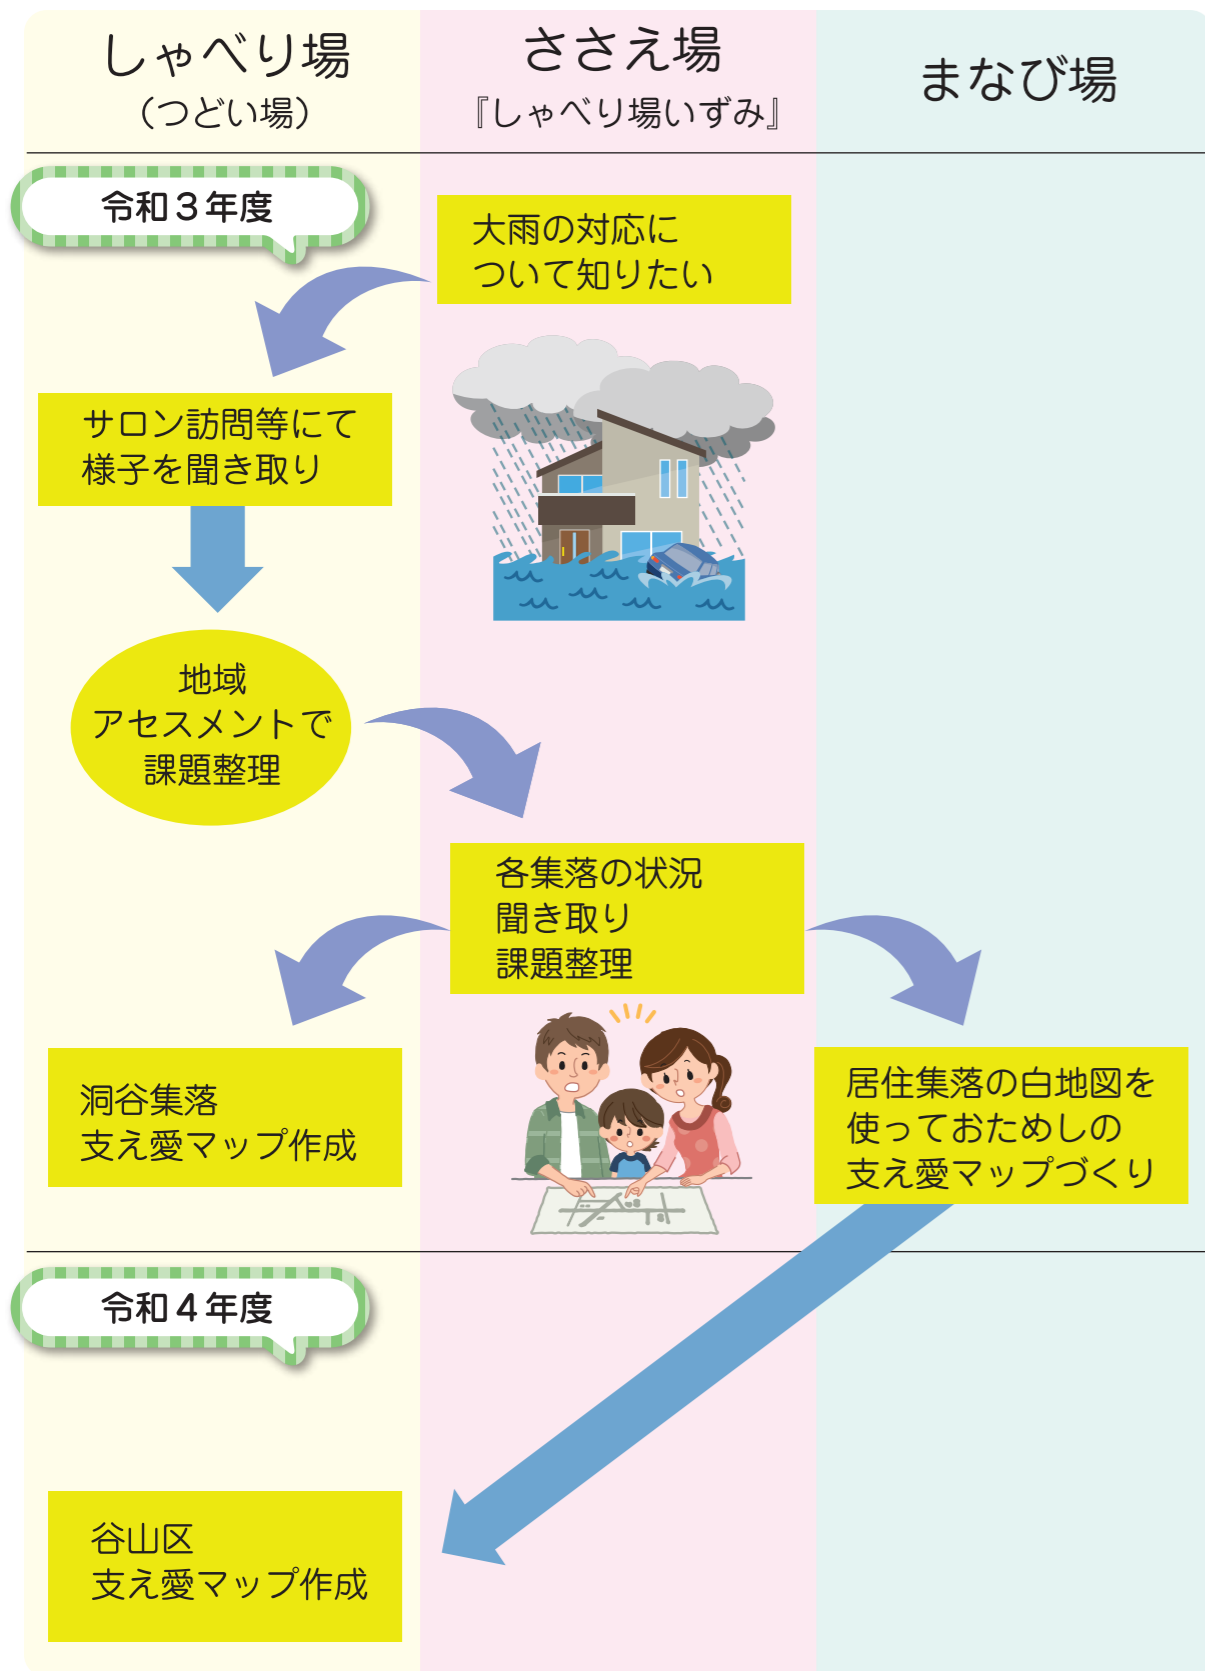 しゃべり場
（つどい場）
ささえ場
『しゃべり場いずみ』
まなび場
令和３年度
大雨の対応に
ついて知りたい
サロン訪問等にて
様子を聞き取り
地域
アセスメントで
課題整理
各集落の状況
聞き取り
課題整理
洞谷集落
支え愛マップ作成
居住集落の白地図を
使っておためしの
支え愛マップづくり
令和４年度
谷山区
支え愛マップ作成